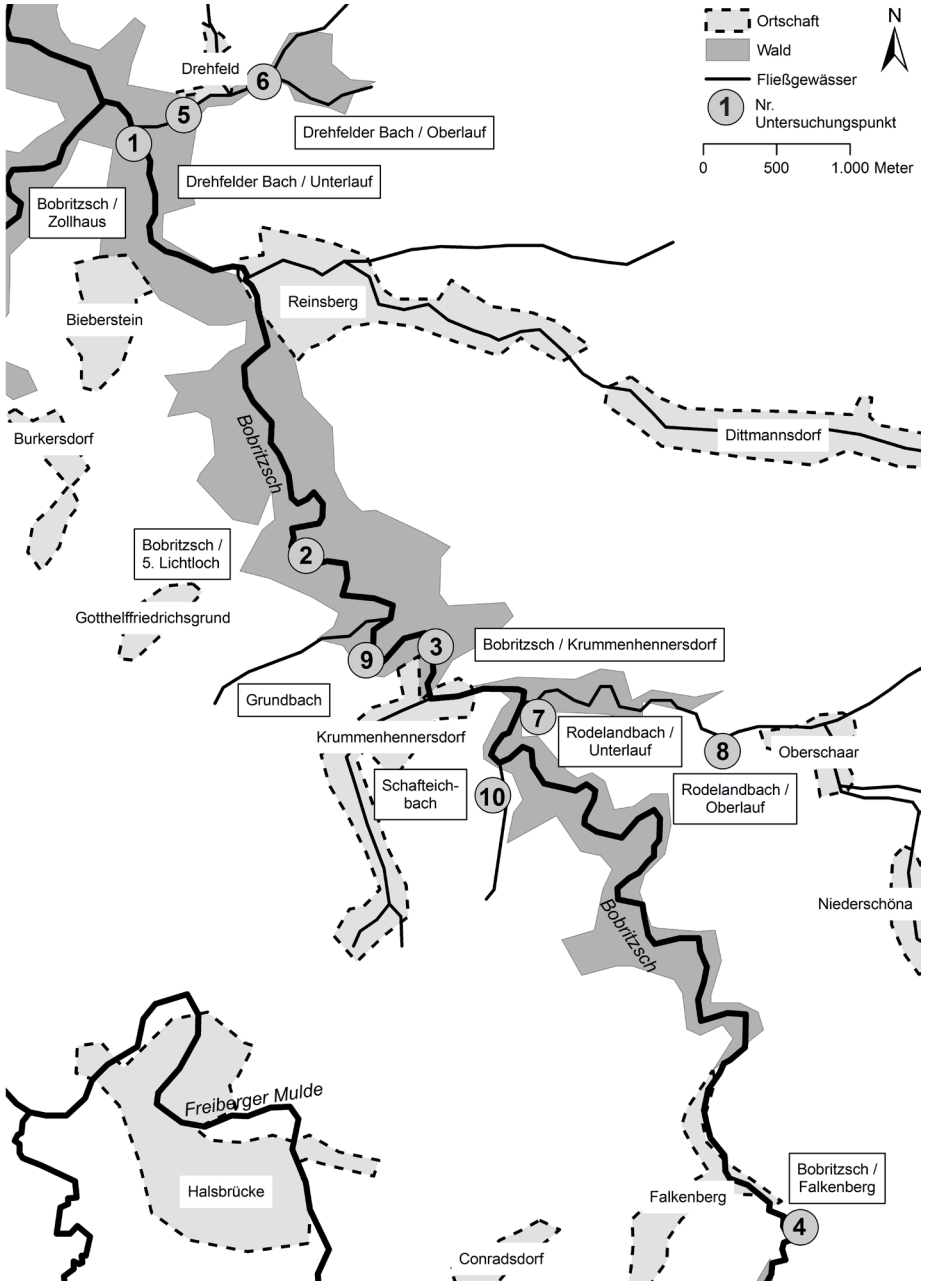 Ortschaft
Wald
Fließgewässer
1
Nr.
Untersuchungspunkt
0
500
1.000 Meter
N
Drehfeld
6
5
1
Drehfelder Bach / Oberlauf
Drehfelder Bach / Unterlauf
Bobritzsch /
Zollhaus
Reinsberg
Bieberstein
Burkersdorf
Bobritzsch
Dittmannsdorf
Bobritzsch /
5. Lichtloch
2
Gotthelffriedrichsgrund
9
3
Bobritzsch / Krummenhennersdorf
Grundbach
Krummenhennersdorf
7
Rodelandbach /
Unterlauf
8
Oberschaar
Schafteich-
bach
10
Rodelandbach /
Oberlauf
Niederschöna
Bobritzsch
Freiberger Mulde
Halsbrücke
Falkenberg
Bobritzsch /
Falkenberg
4
Conradsdorf